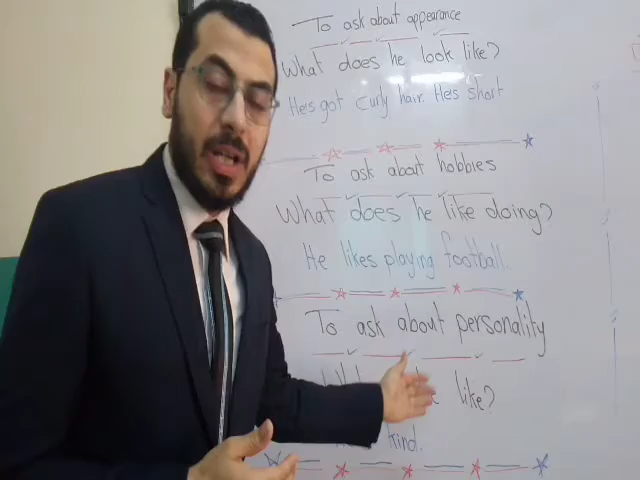 To ask about appearance
What does he look like?
He's got curly hair. He's short
To ask about hobbies
What does he like doing?
He likes playing football.
To ask about personality
like?
kind.